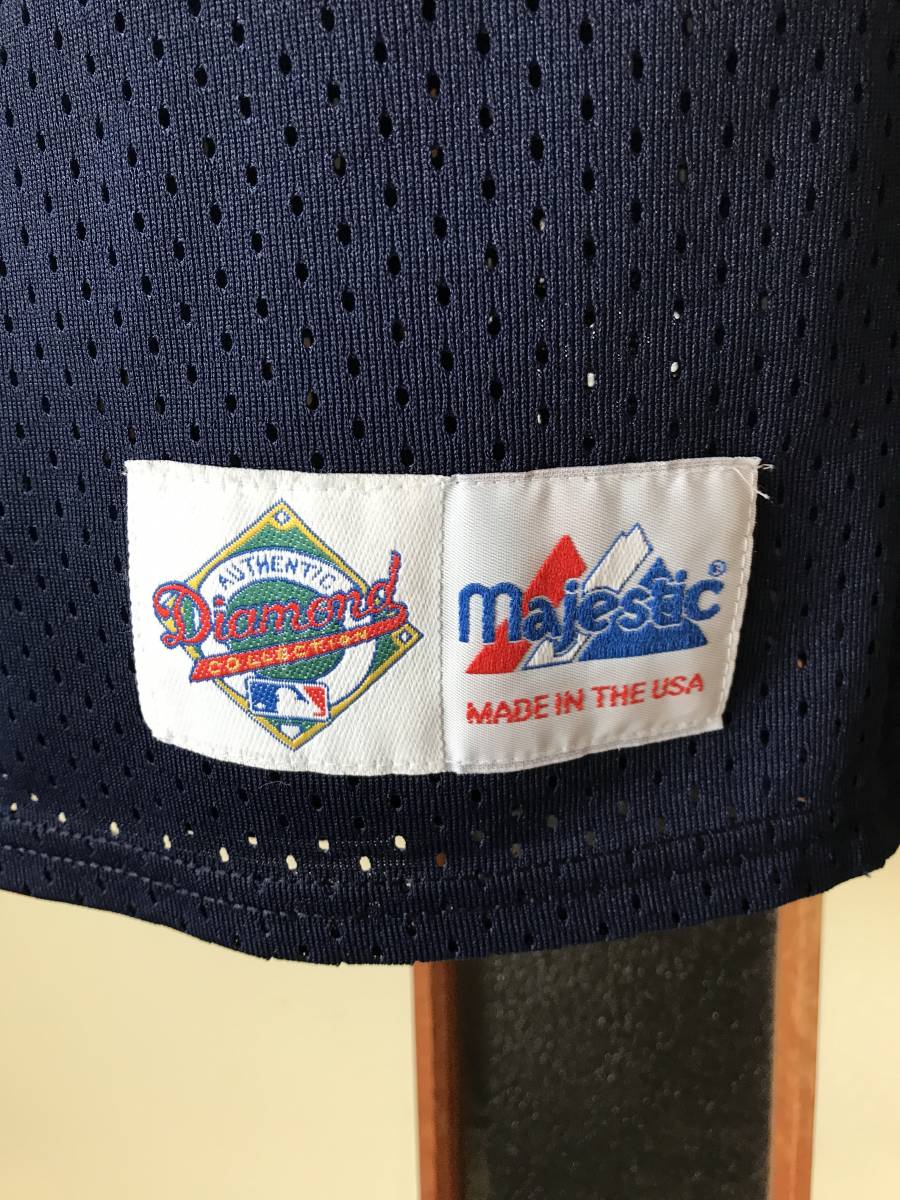 AUTHENTIC
Diamond
COLLECTION
majestic®
MADE IN THE USA